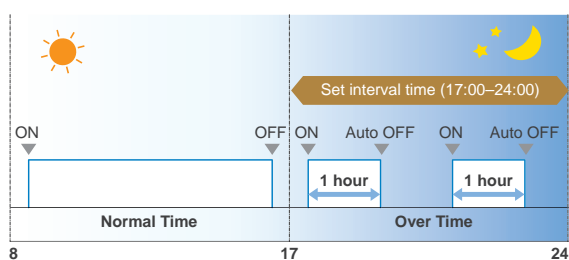 Set interval time (17:00–24:00)
ON OFF ON Auto OFF ON Auto OFF
1 hour 1 hour
Normal Time Over Time
8 17 24